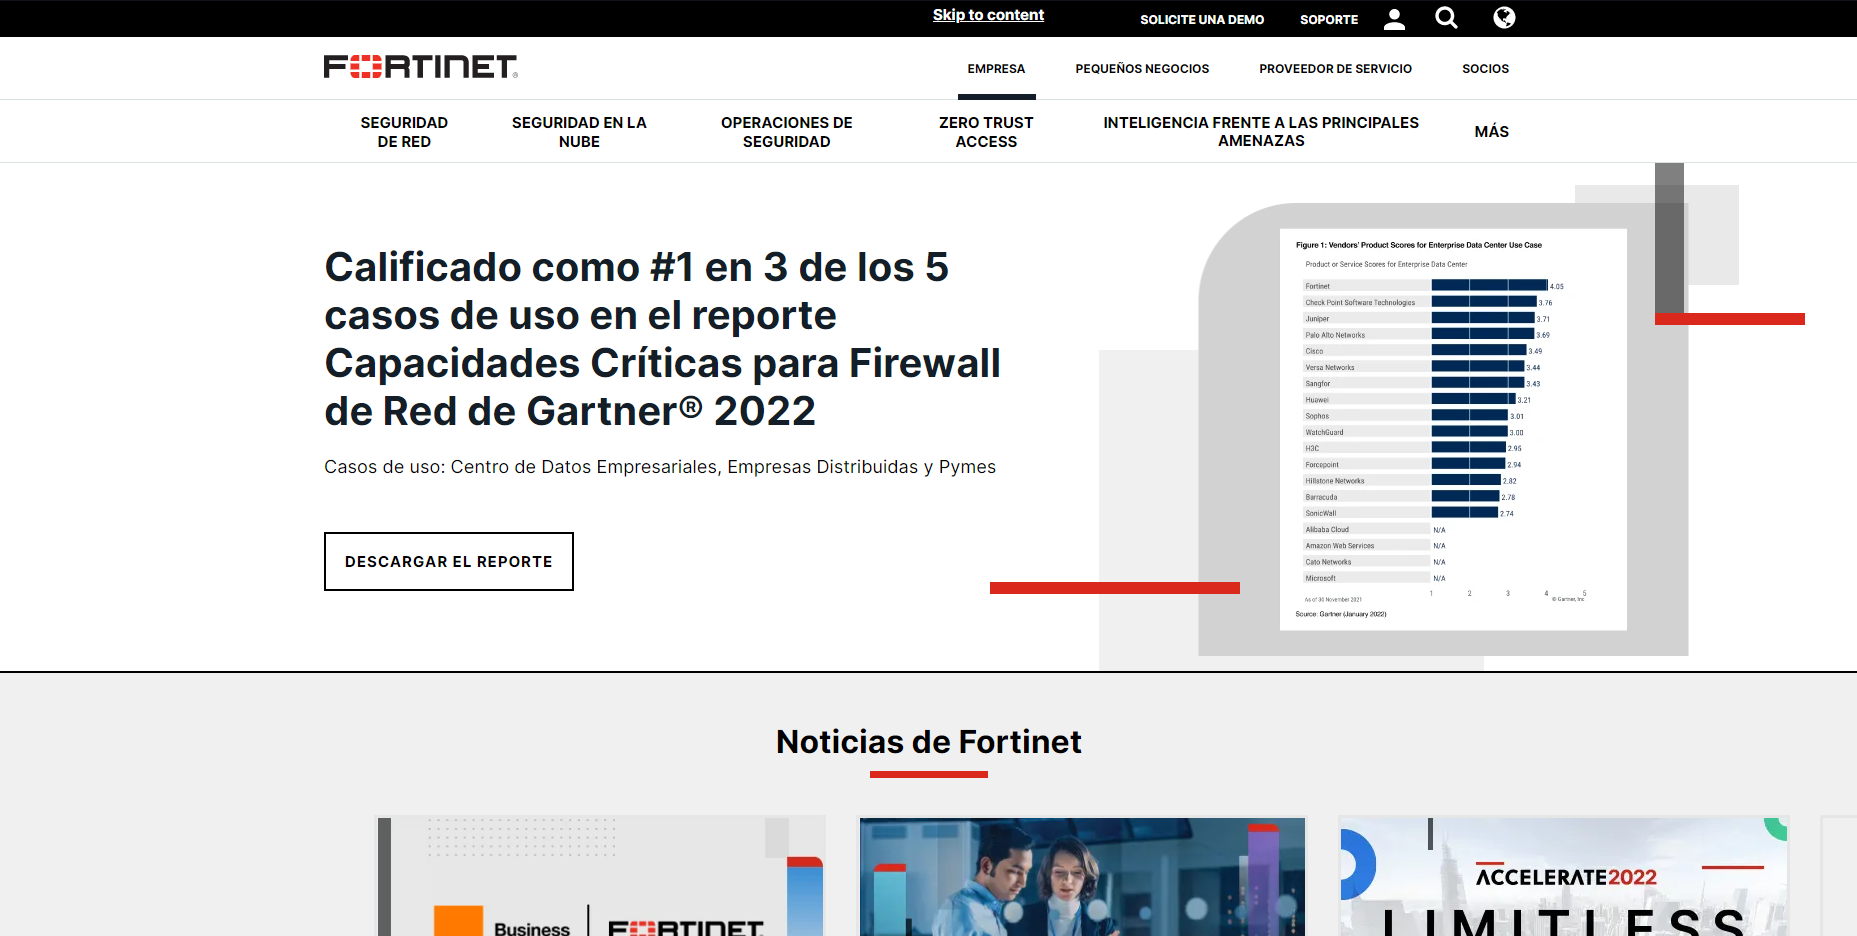 Skip to content
SOLICITE UNA DEMO
SOPORTE
FORTINET®
EMPRESA
PEQUEÑOS NEGOCIOS
PROVEEDOR DE SERVICIO
SOCIOS
SEGURIDAD
DE RED
SEGURIDAD EN LA
NUBE
OPERACIONES DE
SEGURIDAD
ZERO TRUST
ACCESS
INTELIGENCIA FRENTE A LAS PRINCIPALES
AMENAZAS
MÁS
Calificado como #1 en 3 de los 5
casos de uso en el reporte
Capacidades Críticas para Firewall
de Red de Gartner® 2022
Casos de uso: Centro de Datos Empresariales, Empresas Distribuidas y Pymes
DESCARGAR EL REPORTE
Figure 1: Vendors' Product Scores for Enterprise Data Center Use Case
Product or Service Scores for Enterprise Data Center
Fortinet 4.05
Check Point Software Technologies 3.76
Juniper 3.71
Palo Alto Networks 3.69
Cisco 3.49
Versa Networks 3.44
Sangfor 3.43
Huawei 3.21
Sophos 3.01
WatchGuard 3.00
H3C 2.95
Forcepoint 2.94
Hillstone Networks 2.82
Barracuda 2.78
SonicWall 2.74
Alibaba Cloud N/A
Amazon Web Services N/A
Cato Networks N/A
Microsoft N/A
1 2 3 4 5
As of 30 November 2021
© Gartner, Inc
Source: Gartner (January 2022)
Noticias de Fortinet
Business
FORTINET
ACCELERATE2022
LIMITLESS